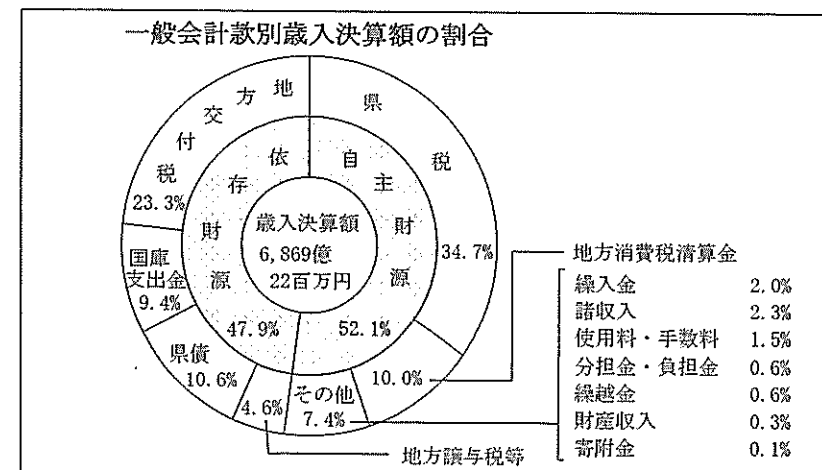 一般会計款別歳入決算額の割合
地方交付税
23.3%
国庫
支出金
9.4%
県債
10.6%
4.6%
地方譲与税等
その他
7.4%
10.0%
県税
34.7%
依存財源
47.9%
自主財源
52.1%
歳入決算額
6,869億
22百万円
地方消費税清算金
繰入金 2.0%
諸収入 2.3%
使用料・手数料 1.5%
分担金・負担金 0.6%
繰越金 0.6%
財産収入 0.3%
寄附金 0.1%